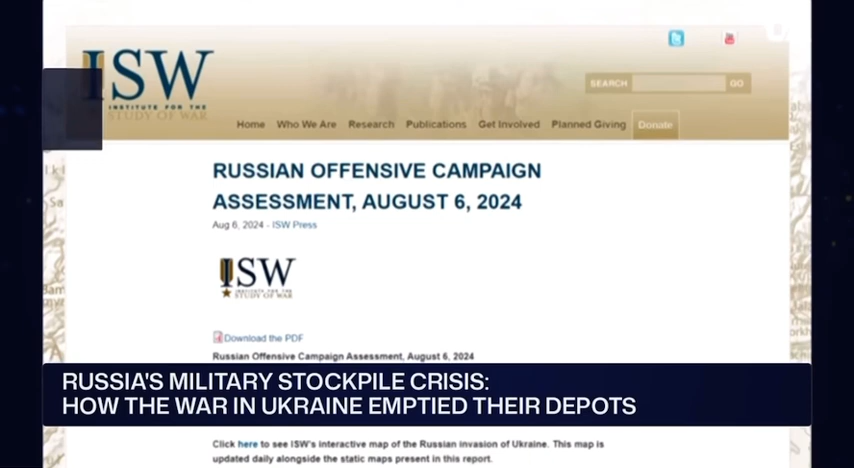 ISW
INSTITUTE FOR THE
STUDY OF WAR
SEARCH GO
Home Who We Are Research Publications Get Involved Planned Giving Donate
RUSSIAN OFFENSIVE CAMPAIGN
ASSESSMENT, AUGUST 6, 2024
Aug 6, 2024 - ISW Press
ISW
INSTITUTE FOR THE
STUDY OF WAR
Download the PDF
Russian Offensive Campaign Assessment, August 6, 2024
RUSSIA'S MILITARY STOCKPILE CRISIS:
HOW THE WAR IN UKRAINE EMPTIED THEIR DEPOTS
Click here to see ISW's interactive map of the Russian invasion of Ukraine. This map is
updated daily alongside the static maps present in this report.